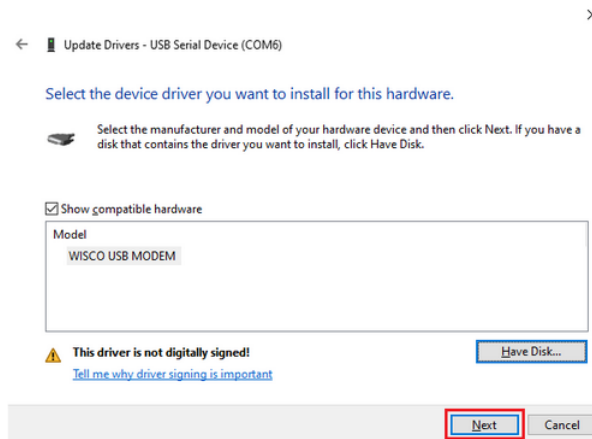 Update Drivers - USB Serial Device (COM6)
Select the device driver you want to install for this hardware.
Select the manufacturer and model of your hardware device and then click Next. If you have a
disk that contains the driver you want to install, click Have Disk.
Show compatible hardware
Model
WISCO USB MODEM
This driver is not digitally signed!
Have Disk...
Tell me why driver signing is important
Next
Cancel